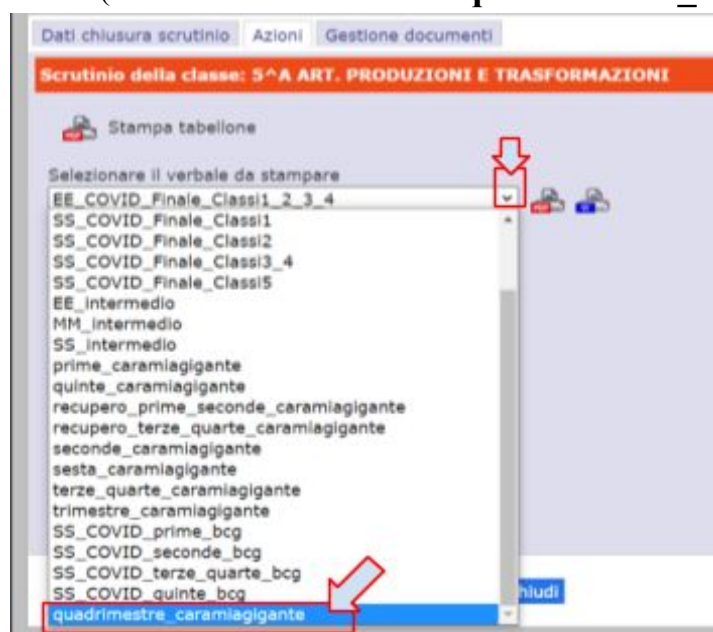 Dati chiusura scrutinio Azioni Gestione documenti
Scrutinio della classe: 5^A ART. PRODUZIONI E TRASFORMAZIONI
Stampa tabellone
Selezionare il verbale da stampare
EE_COVID_Finale_Classi1_2_3_4
SS_COVID_Finale_Classi1
SS_COVID_Finale_Classi2
SS_COVID_Finale_Classi3_4
SS_COVID_Finale_Classi5
EE_intermedio
MM_intermedio
SS_intermedio
prime_caramiagigante
quinte_caramiagigante
recupero_prime_seconde_caramiagigante
recupero_terze_quarte_caramiagigante
seconde_caramiagigante
sesta_caramiagigante
terze_quarte_caramiagigante
trimestre_caramiagigante
SS_COVID_prime_bcg
SS_COVID_seconde_bcg
SS_COVID_terze_quarte_bcg
SS_COVID_quinte_bcg
hiudi
quadrimestre_caramiagigante